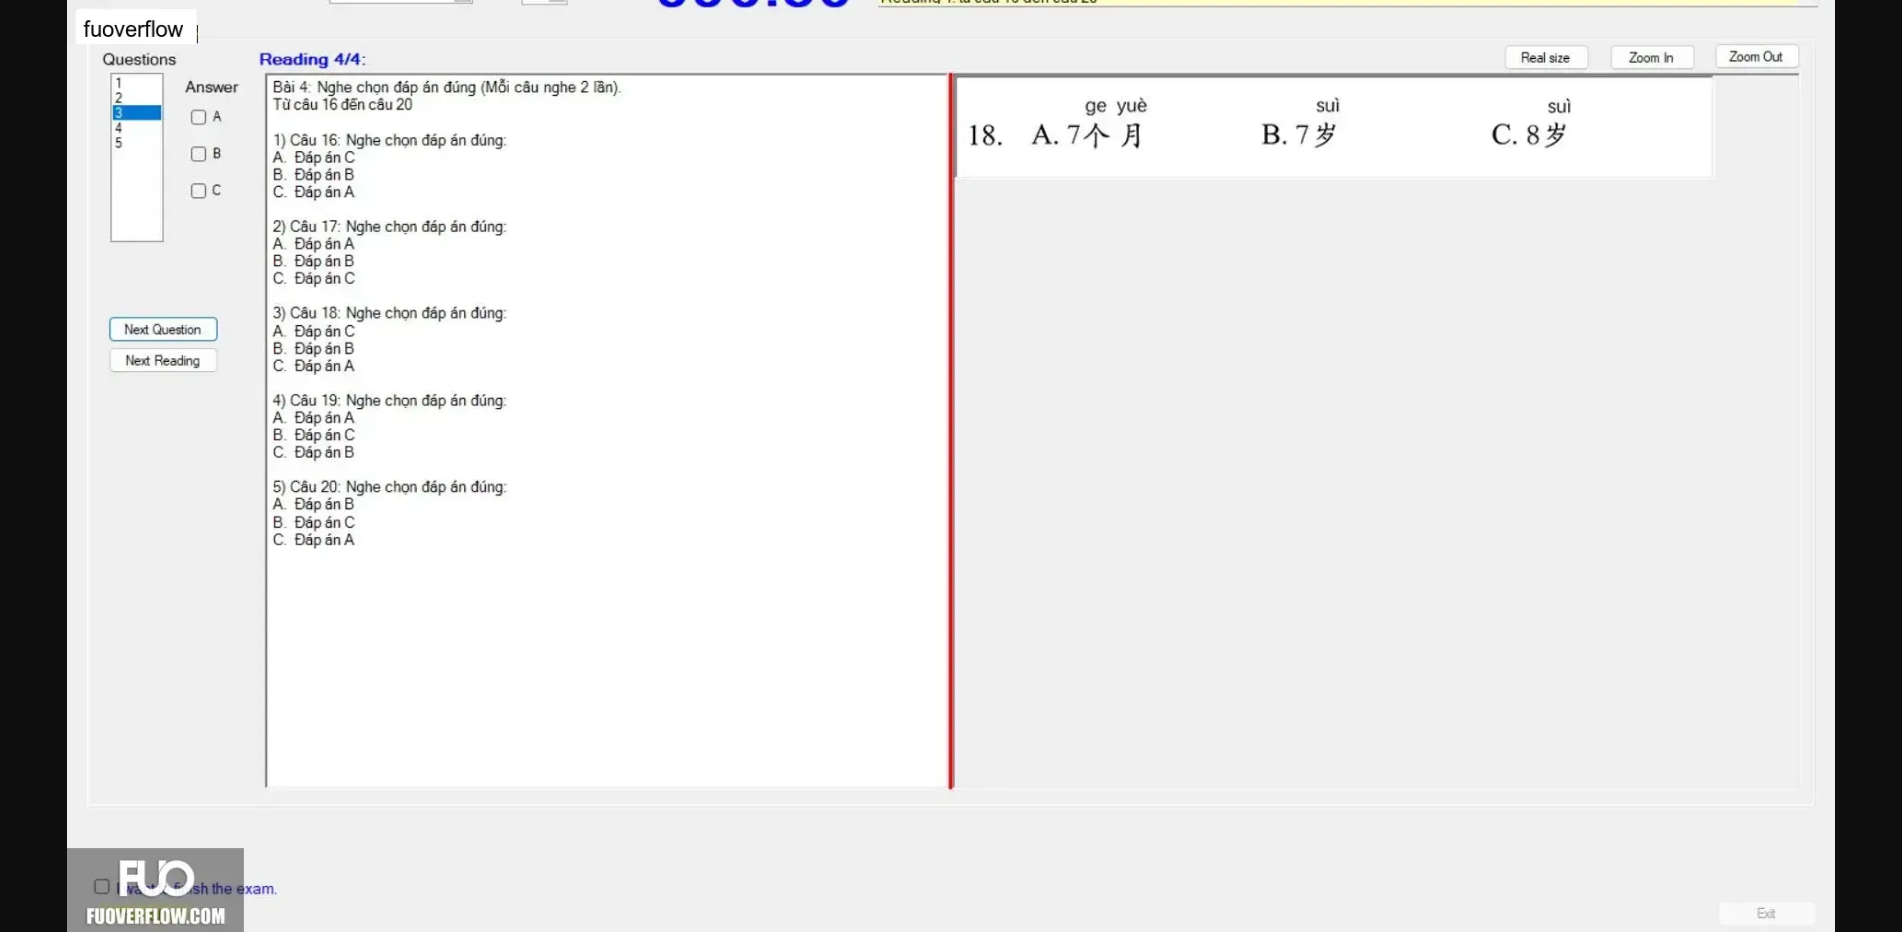 fuoverflow
Questions
Reading 4/4:
Real size
Zoom In
Zoom Out
1
2
3
4
5
Answer
A
B
C
Next Question
Next Reading
Bài 4: Nghe chọn đáp án đúng (Mỗi câu nghe 2 lần).
Từ câu 16 đến câu 20
1) Câu 16: Nghe chọn đáp án đúng:
A. Đáp án C
B. Đáp án B
C. Đáp án A
2) Câu 17: Nghe chọn đáp án đúng:
A. Đáp án A
B. Đáp án B
C. Đáp án C
3) Câu 18: Nghe chọn đáp án đúng:
A. Đáp án C
B. Đáp án B
C. Đáp án A
4) Câu 19: Nghe chọn đáp án đúng:
A. Đáp án A
B. Đáp án C
C. Đáp án B
5) Câu 20: Nghe chọn đáp án đúng:
A. Đáp án B
B. Đáp án C
C. Đáp án A
ge yuè suì suì
18. A. 7个月 B. 7岁 C. 8岁
FUO
the exam.
FUOVERFLOW.COM
Exit